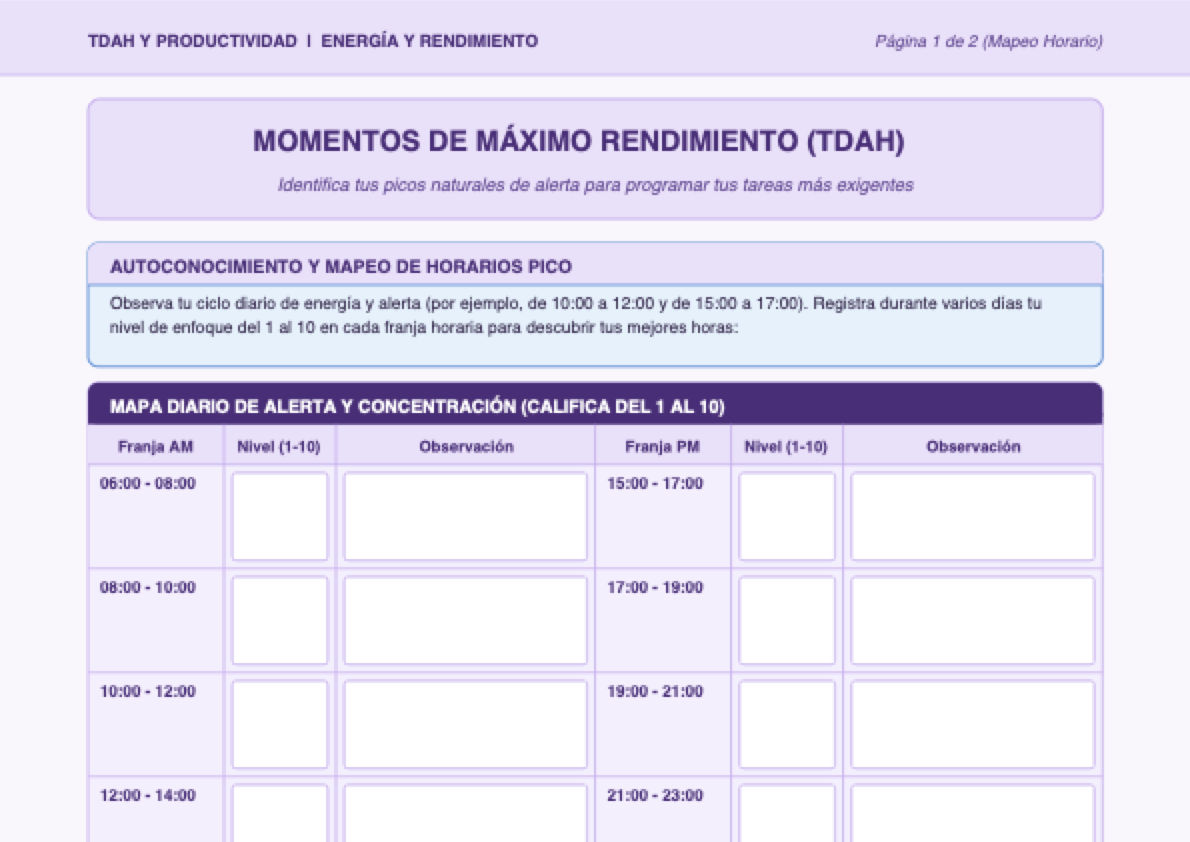 TDAH Y PRODUCTIVIDAD | ENERGÍA Y RENDIMIENTO
Página 1 de 2 (Mapeo Horario)
MOMENTOS DE MÁXIMO RENDIMIENTO (TDAH)
Identifica tus picos naturales de alerta para programar tus tareas más exigentes
AUTOCONOCIMIENTO Y MAPEO DE HORARIOS PICO
Observa tu ciclo diario de energía y alerta (por ejemplo, de 10:00 a 12:00 y de 15:00 a 17:00). Registra durante varios días tu
nivel de enfoque del 1 al 10 en cada franja horaria para descubrir tus mejores horas:
MAPA DIARIO DE ALERTA Y CONCENTRACIÓN (CALIFICA DEL 1 AL 10)
Franja AM Nivel (1-10) Observación Franja PM Nivel (1-10) Observación
06:00 - 08:00 15:00 - 17:00
08:00 - 10:00 17:00 - 19:00
10:00 - 12:00 19:00 - 21:00
12:00 - 14:00 21:00 - 23:00